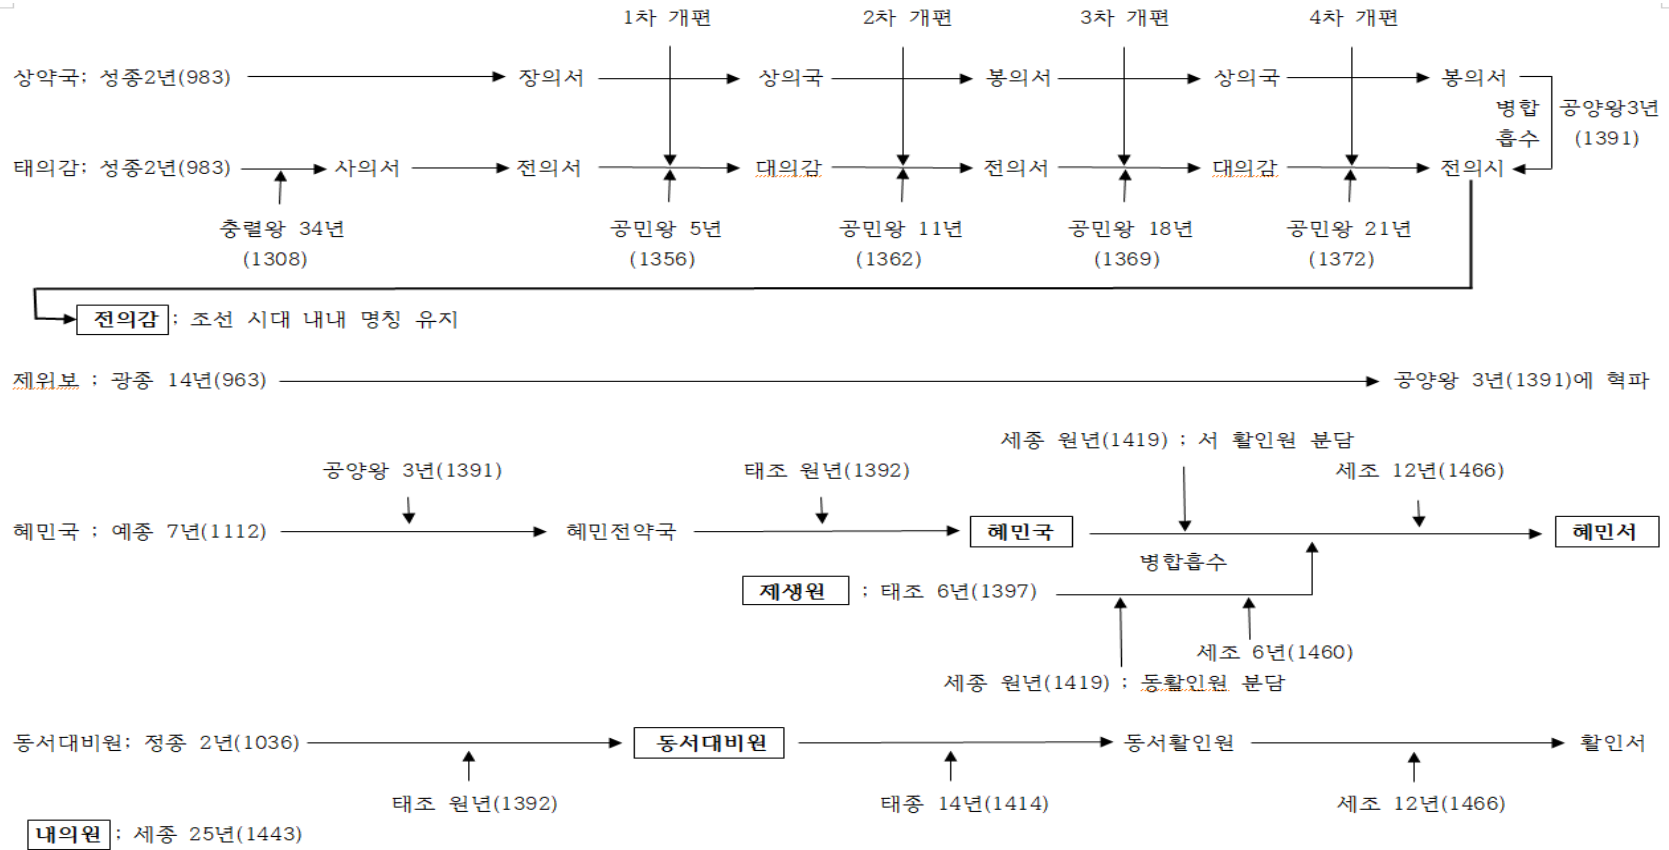 1차 개편 2차 개편 3차 개편 4차 개편
상약국; 성종2년(983) 장의서 상의국 봉의서 상의국 봉의서
병합 공양왕3년
흡수 (1391)
태의감; 성종2년(983) 사의서 전의서 대의감 전의서 대의감 전의시
충렬왕 34년 공민왕 5년 공민왕 11년 공민왕 18년 공민왕 21년
(1308) (1356) (1362) (1369) (1372)
전의감 ; 조선 시대 내내 명칭 유지
제위보 ; 광종 14년(963) 공양왕 3년(1391)에 혁파
세종 원년(1419) ; 서 활인원 분담
공양왕 3년(1391) 태조 원년(1392) 세조 12년(1466)
혜민국 ; 예종 7년(1112) 혜민전약국 혜민국 혜민서
병합흡수
제생원 ; 태조 6년(1397)
세조 6년(1460)
세종 원년(1419) ; 동활인원 분담
동서대비원; 정종 2년(1036) 동서대비원 동서활인원 활인서
태조 원년(1392) 태종 14년(1414) 세조 12년(1466)
내의원 ; 세종 25년(1443)